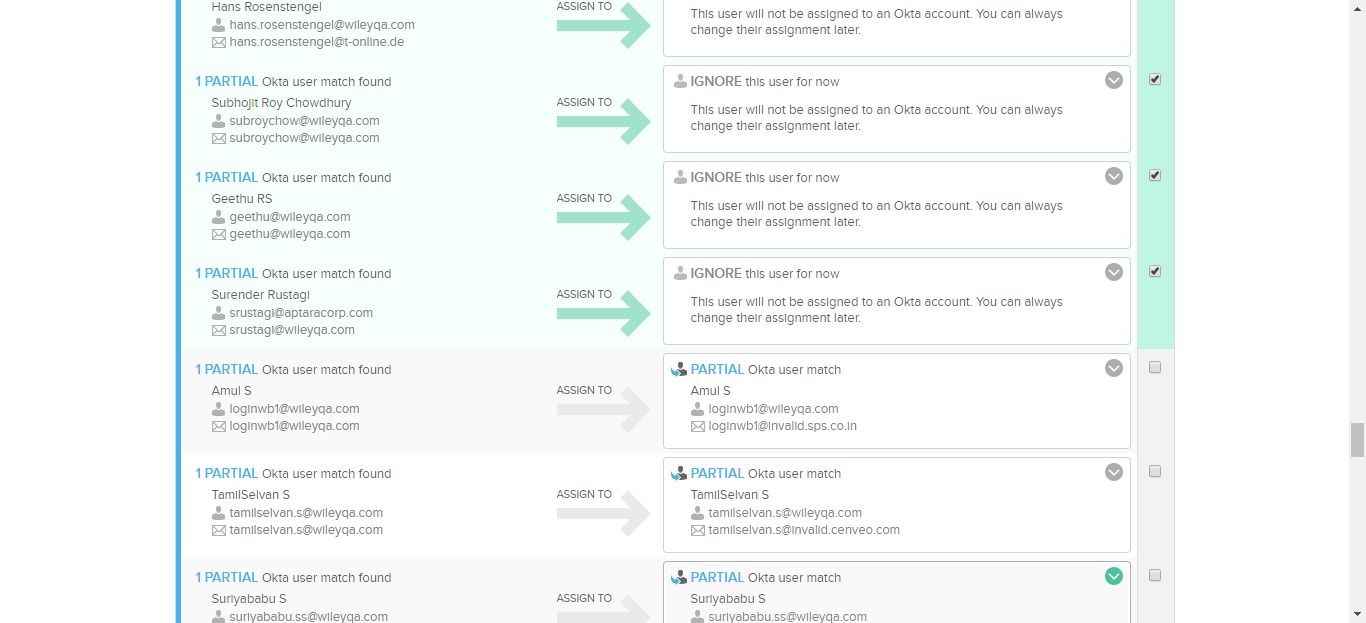 Hans Rosenstengel
hans.rosenstengel@wileyqa.com
hans.rosenstengel@t-online.de
ASSIGN TO
This user will not be assigned to an Okta account. You can always
change their assignment later.
1 PARTIAL Okta user match found
Subhojit Roy Chowdhury
subroychow@wileyqa.com
subroychow@wileyqa.com
ASSIGN TO
IGNORE this user for now
This user will not be assigned to an Okta account. You can always
change their assignment later.
1 PARTIAL Okta user match found
Geethu RS
geethu@wileyqa.com
geethu@wileyqa.com
ASSIGN TO
IGNORE this user for now
This user will not be assigned to an Okta account. You can always
change their assignment later.
1 PARTIAL Okta user match found
Surender Rustagi
srustagi@aptaracorp.com
srustagi@wileyqa.com
ASSIGN TO
IGNORE this user for now
This user will not be assigned to an Okta account. You can always
change their assignment later.
1 PARTIAL Okta user match found
Amul S
loginwb1@wileyqa.com
loginwb1@wileyqa.com
ASSIGN TO
PARTIAL Okta user match
Amul S
loginwb1@wileyqa.com
loginwb1@invalid.sps.co.in
1 PARTIAL Okta user match found
TamilSelvan S
tamilselvan.s@wileyqa.com
tamilselvan.s@wileyqa.com
ASSIGN TO
PARTIAL Okta user match
TamilSelvan S
tamilselvan.s@wileyqa.com
tamilselvan.s@invalid.cenveo.com
1 PARTIAL Okta user match found
Suriyababu S
suriyababu.ss@wileyqa.com
ASSIGN TO
PARTIAL Okta user match
Suriyababu S
suriyababu.ss@wileyqa.com